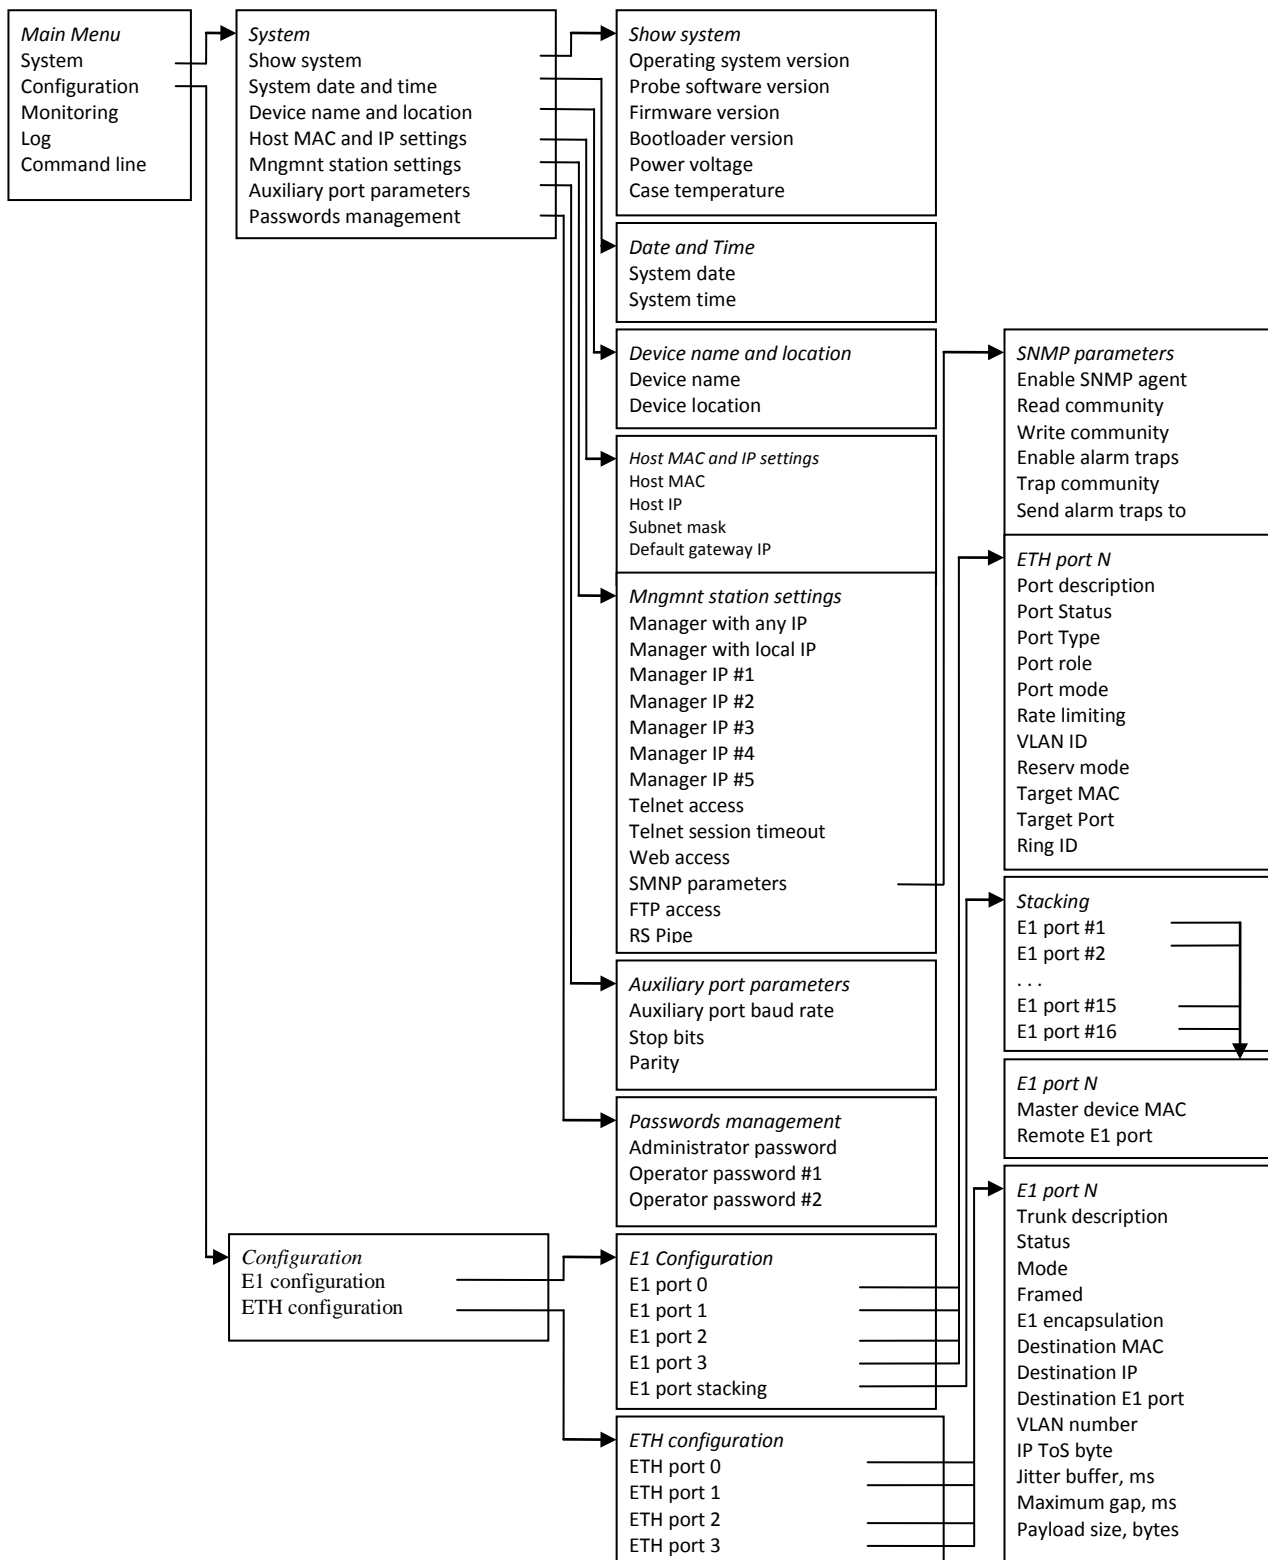 Main Menu
System
Configuration
Monitoring
Log
Command line
System
Show system
System date and time
Device name and location
Host MAC and IP settings
Mngmnt station settings
Auxiliary port parameters
Passwords management
Show system
Operating system version
Probe software version
Firmware version
Bootloader version
Power voltage
Case temperature
Date and Time
System date
System time
Device name and location
Device name
Device location
Host MAC and IP settings
Host MAC
Host IP
Subnet mask
Default gateway IP
Mngmnt station settings
Manager with any IP
Manager with local IP
Manager IP #1
Manager IP #2
Manager IP #3
Manager IP #4
Manager IP #5
Telnet access
Telnet session timeout
Web access
SMNP parameters
FTP access
RS Pipe
Auxiliary port parameters
Auxiliary port baud rate
Stop bits
Parity
Passwords management
Administrator password
Operator password #1
Operator password #2
SNMP parameters
Enable SNMP agent
Read community
Write community
Enable alarm traps
Trap community
Send alarm traps to
ETH port N
Port description
Port Status
Port Type
Port role
Port mode
Rate limiting
VLAN ID
Reserv mode
Target MAC
Target Port
Ring ID
Stacking
E1 port #1
E1 port #2
. . .
E1 port #15
E1 port #16
E1 port N
Master device MAC
Remote E1 port
Configuration
E1 configuration
ETH configuration
E1 Configuration
E1 port 0
E1 port 1
E1 port 2
E1 port 3
E1 port stacking
ETH configuration
ETH port 0
ETH port 1
ETH port 2
ETH port 3
E1 port N
Trunk description
Status
Mode
Framed
E1 encapsulation
Destination MAC
Destination IP
Destination E1 port
VLAN number
IP ToS byte
Jitter buffer, ms
Maximum gap, ms
Payload size, bytes